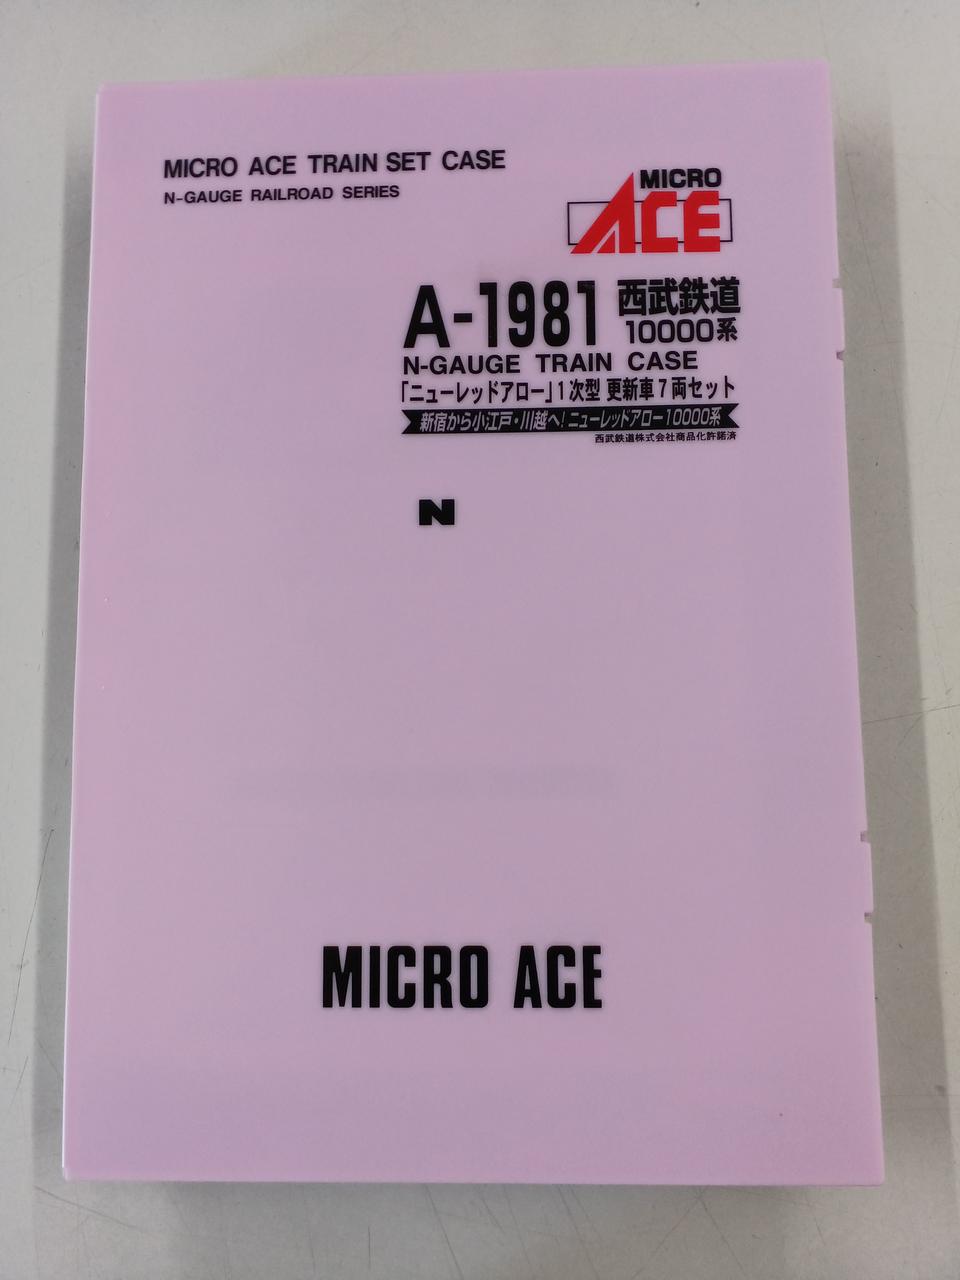 MICRO ACE TRAIN SET CASE
N-GAUGE RAILROAD SERIES
MICRO
ACE
A-1981 西武鉄道
10000系
N-GAUGE TRAIN CASE
「ニューレッドアロー」1次型 更新車7両セット
新宿から小江戸・川越へ!ニューレッドアロー10000系
西武鉄道株式会社商品化許諾済
N
MICRO ACE